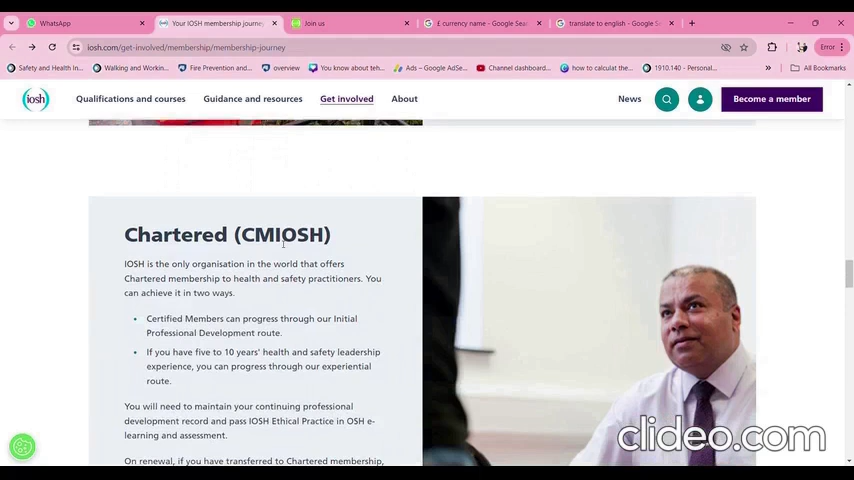 WhatsApp
Your IOSH membership journey
Join us
£ currency name - Google Sea
translate to english - Google Se
iosh.com/get-involved/membership/membership-journey
Error
Safety and Health In...
Walking and Workin...
Fire Prevention and...
overview
You know about teh...
Ads – Google AdSe...
Channel dashboard...
how to calculat the...
1910.140 - Personal...
All Bookmarks
iosh
Qualifications and courses
Guidance and resources
Get involved
About
News
Become a member
Chartered (CMIOSH)
IOSH is the only organisation in the world that offers
Chartered membership to health and safety practitioners. You
can achieve it in two ways.
• Certified Members can progress through our Initial
Professional Development route.
• If you have five to 10 years' health and safety leadership
experience, you can progress through our experiential
route.
You will need to maintain your continuing professional
development record and pass IOSH Ethical Practice in OSH e-
learning and assessment.
On renewal, if you have transferred to Chartered membership,
clideo.com